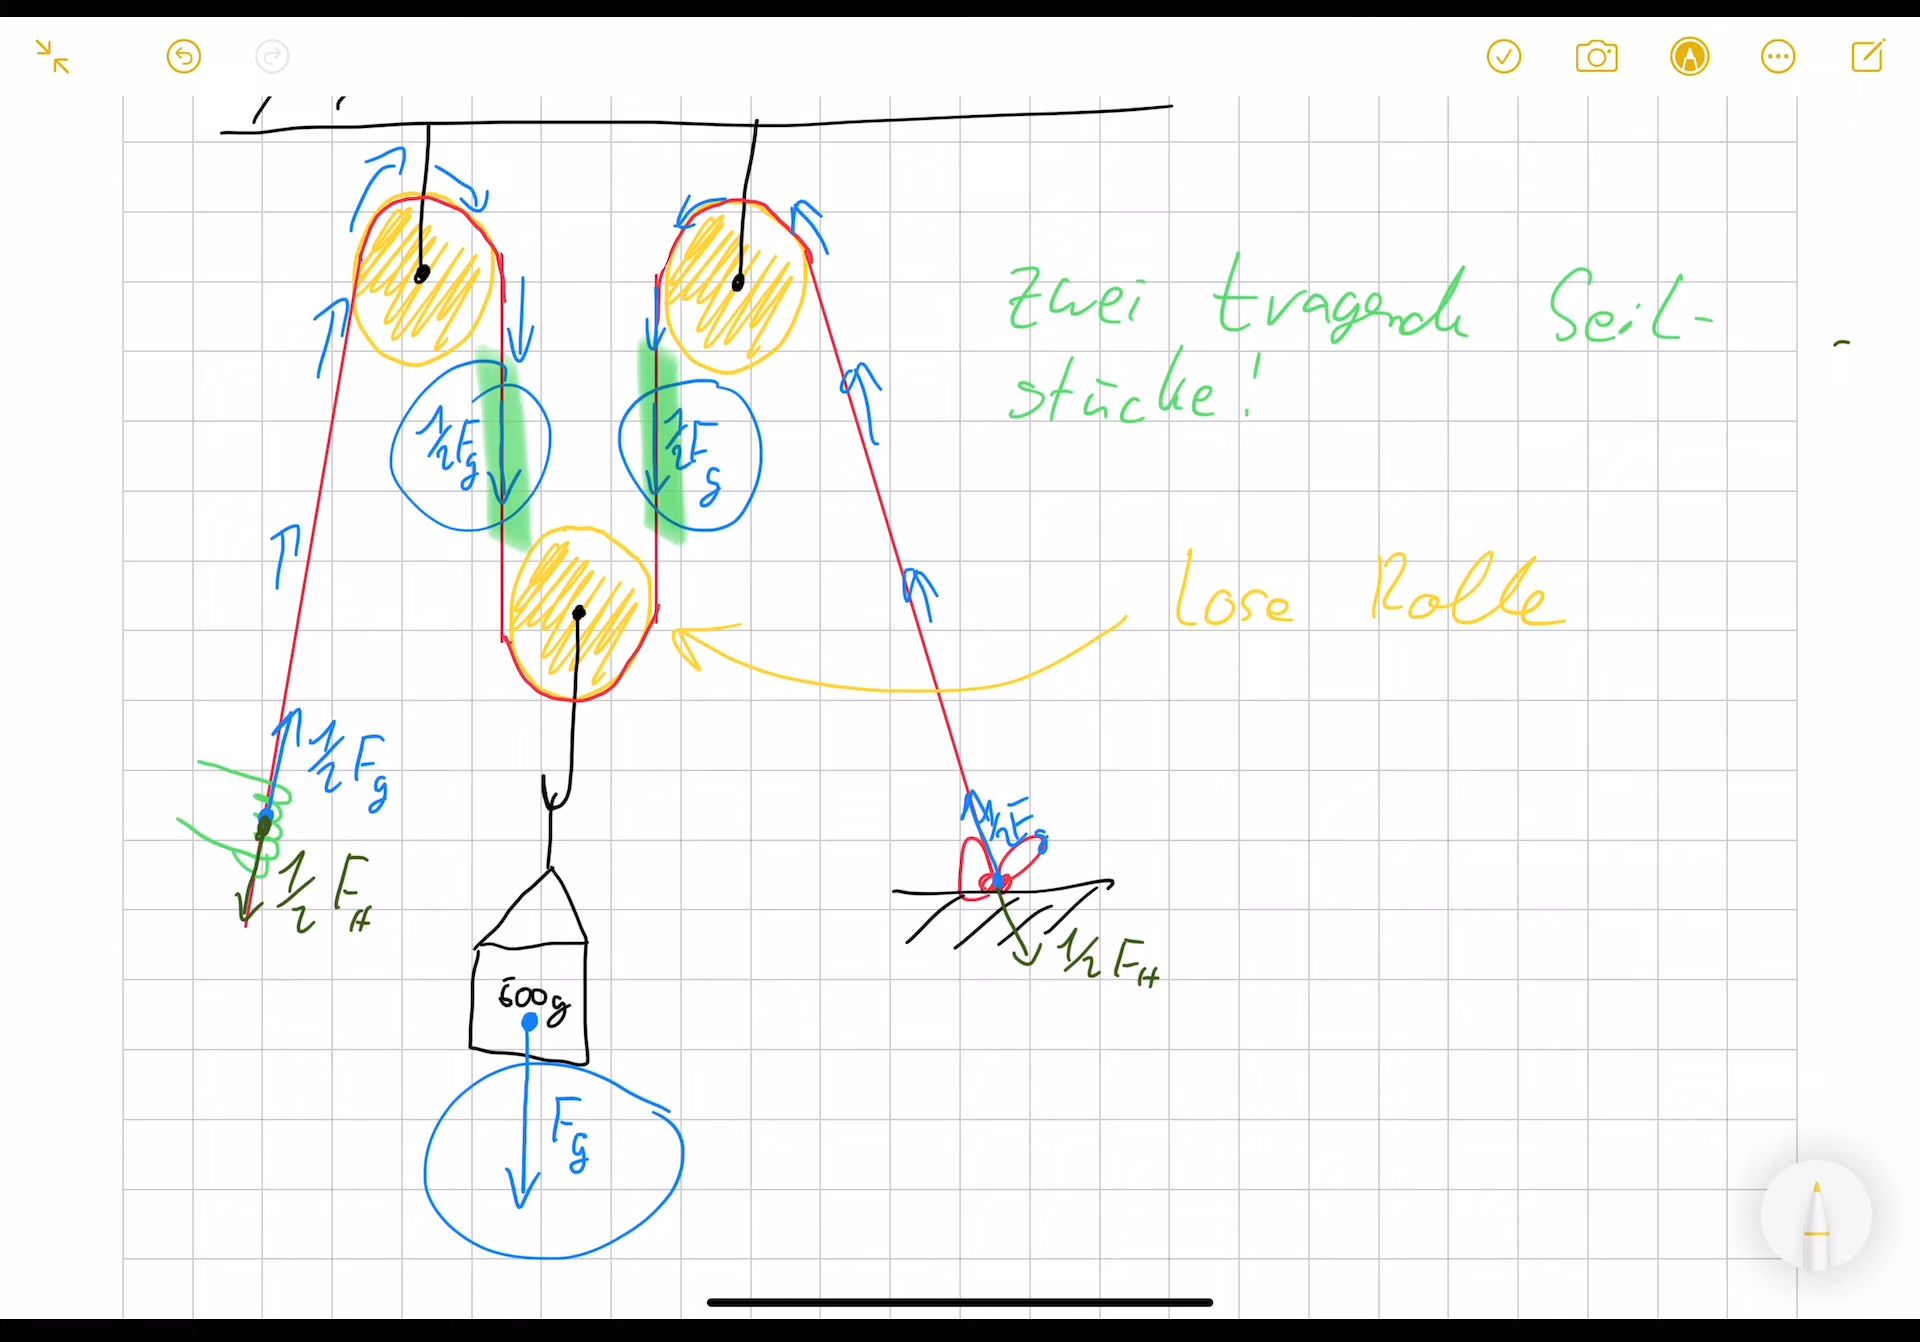 Zwei tragende Seil-
stücke!
½ Fg
½ Fg
Lose Rolle
½ Fg
½ FH
½ Fg
½ FH
600g
Fg